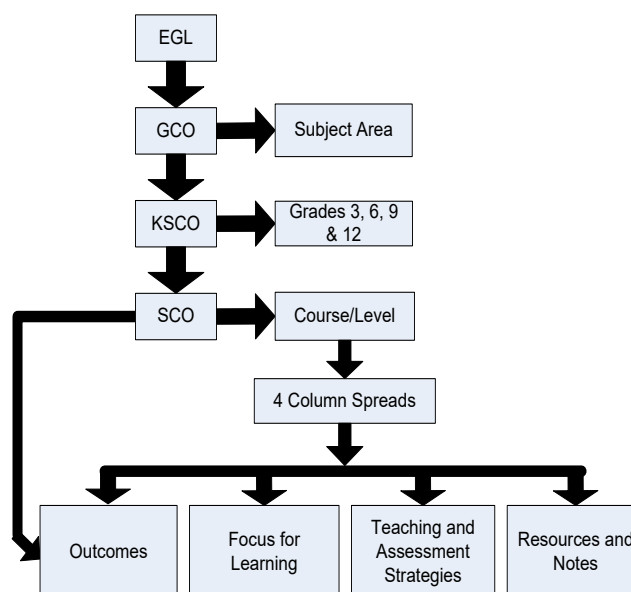 EGL
GCO
Subject Area
KSCO
Grades 3, 6, 9
& 12
SCO
Course/Level
4 Column Spreads
Outcomes
Focus for
Learning
Teaching and
Assessment
Strategies
Resources and
Notes